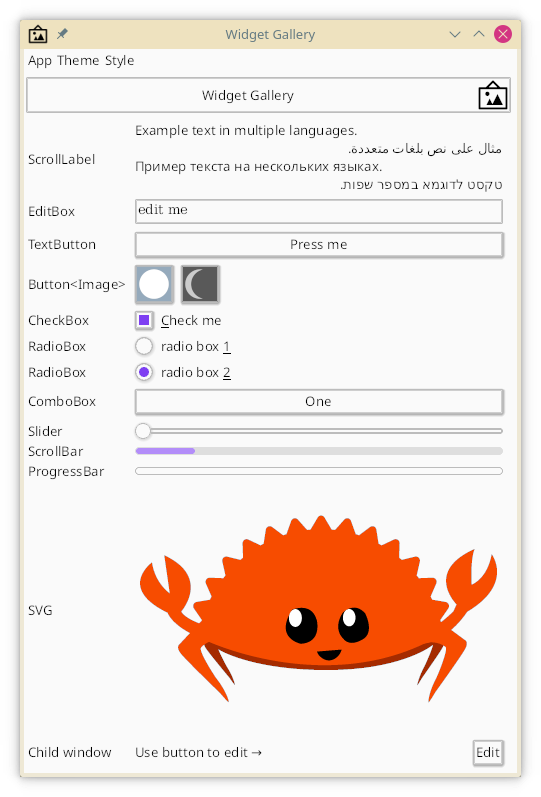 Widget Gallery
App Theme Style
Widget Gallery
ScrollLabel
Example text in multiple languages.
مثال على نص بلغات متعددة.
Пример текста на нескольких языках.
טקסט לדוגמא במספר שפות.
EditBox edit me
TextButton Press me
Button<Image>
CheckBox Check me
RadioBox radio box 1
RadioBox radio box 2
ComboBox One
Slider
ScrollBar
ProgressBar
SVG
Child window Use button to edit → Edit